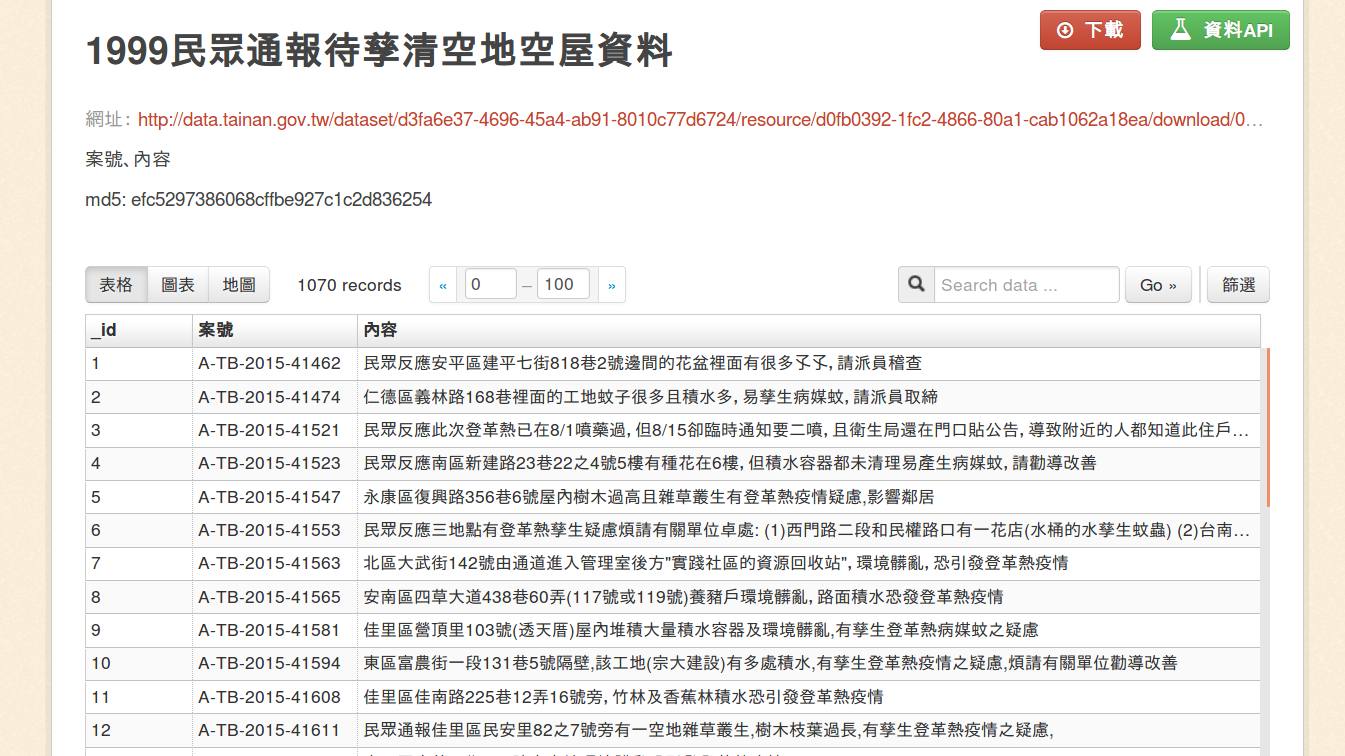 1999民眾通報待孳清空地空屋資料
下載
資料API
網址: http://data.tainan.gov.tw/dataset/d3fa6e37-4696-45a4-ab91-8010c77d6724/resource/d0fb0392-1fc2-4866-80a1-cab1062a18ea/download/0…
案號、內容
md5: efc5297386068cffbe927c1c2d836254
表格 圖表 地圖 1070 records « 0 – 100 » Search data ... Go » 篩選
_id 案號 內容
1 A-TB-2015-41462 民眾反應安平區建平七街818巷2號邊間的花盆裡面有很多孓孓, 請派員稽查
2 A-TB-2015-41474 仁德區義林路168巷裡面的工地蚊子很多且積水多, 易孳生病媒蚊, 請派員取締
3 A-TB-2015-41521 民眾反應此次登革熱已在8/1噴藥過, 但8/15卻臨時通知要二噴, 且衛生局還在門口貼公告, 導致附近的人都知道此住戶…
4 A-TB-2015-41523 民眾反應南區新建路23巷22之4號5樓有種花在6樓, 但積水容器都未清理易產生病媒蚊, 請勸導改善
5 A-TB-2015-41547 永康區復興路356巷6號屋內樹木過高且雜草叢生有登革熱疫情疑慮,影響鄰居
6 A-TB-2015-41553 民眾反應三地點有登革熱孳生疑慮煩請有關單位卓處: (1)西門路二段和民權路口有一花店(水桶的水孳生蚊蟲) (2)台南…
7 A-TB-2015-41563 北區大武街142號由通道進入管理室後方"實踐社區的資源回收站", 環境髒亂, 恐引發登革熱疫情
8 A-TB-2015-41565 安南區四草大道438巷60弄(117號或119號)養豬戶環境髒亂, 路面積水恐發登革熱疫情
9 A-TB-2015-41581 佳里區營頂里103號(透天厝)屋內堆積大量積水容器及環境髒亂,有孳生登革熱病媒蚊之疑慮
10 A-TB-2015-41594 東區富農街一段131巷5號隔壁,該工地(宗大建設)有多處積水,有孳生登革熱疫情之疑慮,煩請有關單位勸導改善
11 A-TB-2015-41608 佳里區佳南路225巷12弄16號旁, 竹林及香蕉林積水恐引發登革熱疫情
12 A-TB-2015-41611 民眾通報佳里區民安里82之7號旁有一空地雜草叢生,樹木枝葉過長,有孳生登革熱疫情之疑慮,